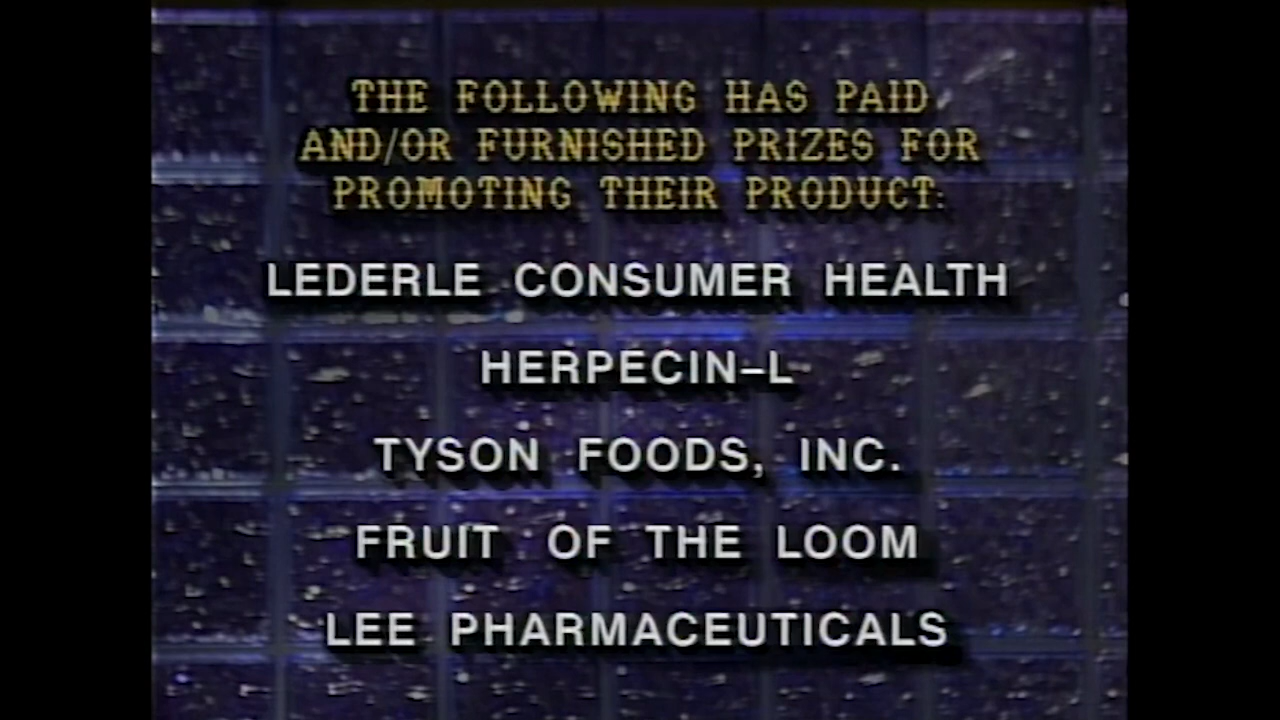 THE FOLLOWING HAS PAID
AND/OR FURNISHED PRIZES FOR
PROMOTING THEIR PRODUCT:
LEDERLE CONSUMER HEALTH
HERPECIN-L
TYSON FOODS, INC.
FRUIT OF THE LOOM
LEE PHARMACEUTICALS